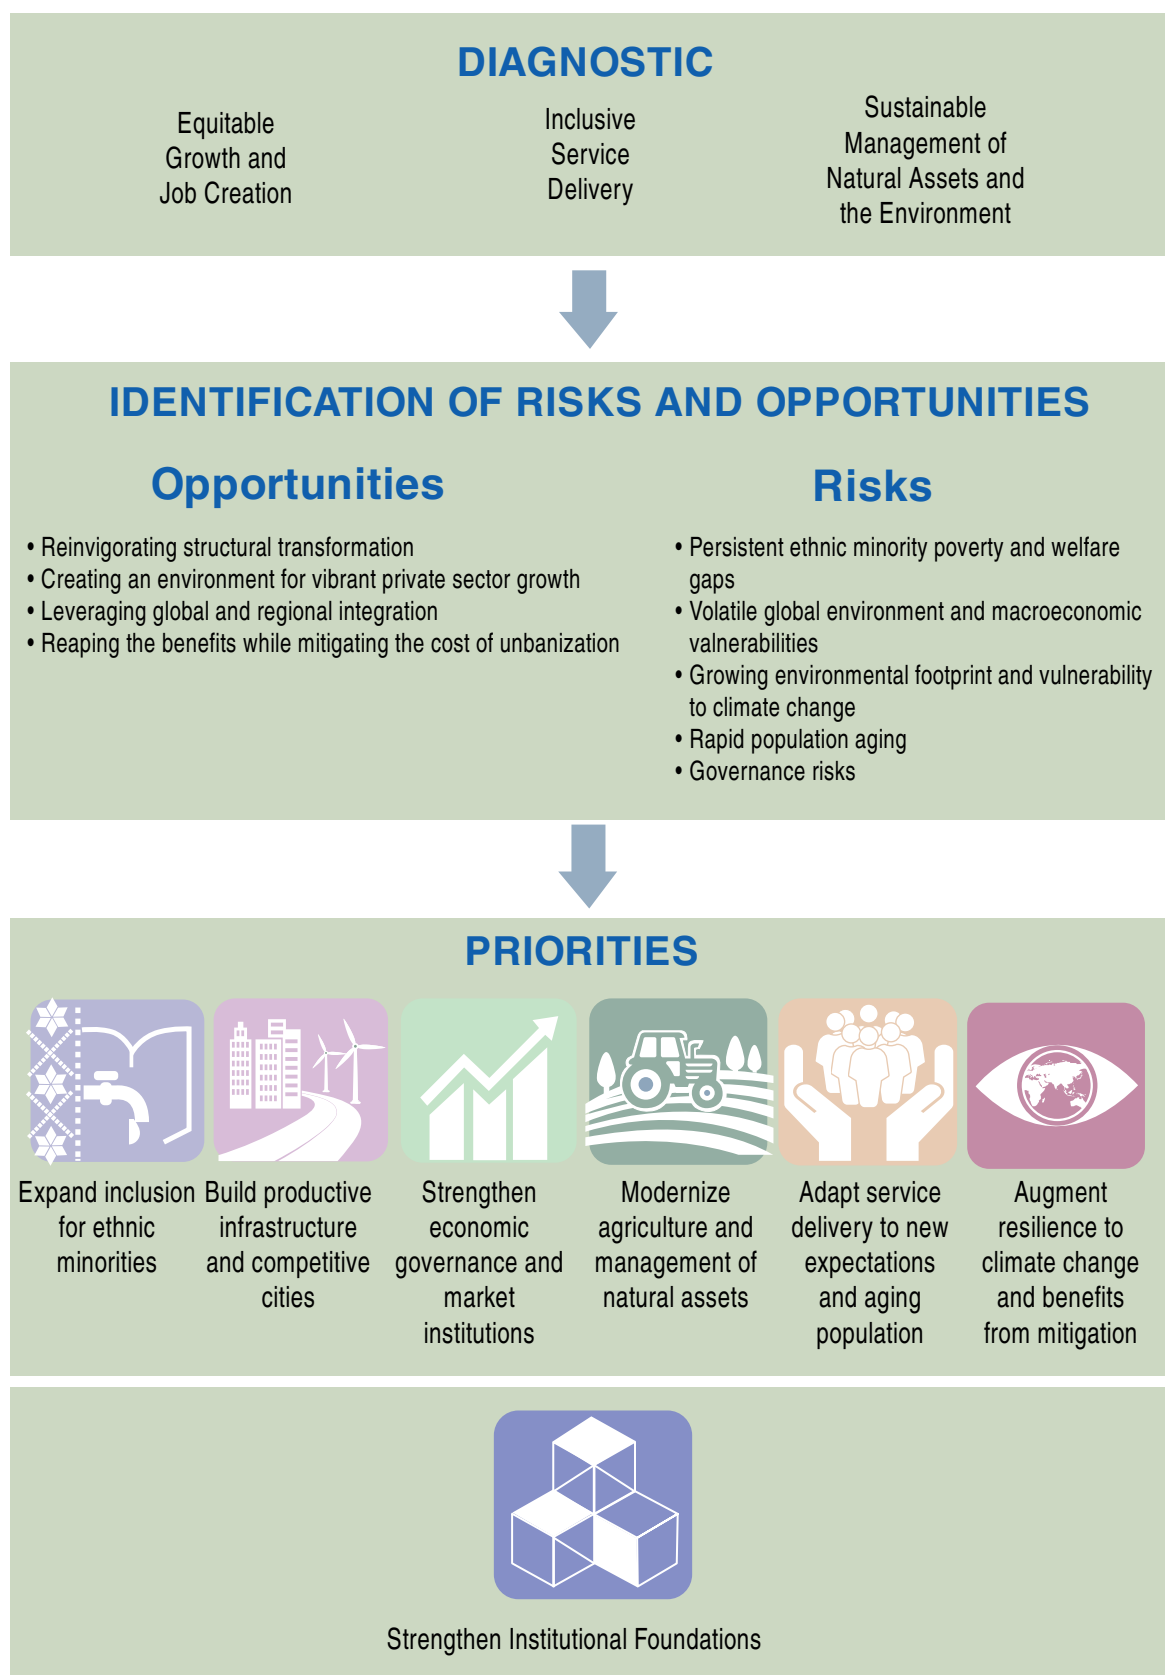 DIAGNOSTIC
Equitable
Growth and
Job Creation
Inclusive
Service
Delivery
Sustainable
Management of
Natural Assets and
the Environment
IDENTIFICATION OF RISKS AND OPPORTUNITIES
Opportunities
• Reinvigorating structural transformation
• Creating an environment for vibrant private sector growth
• Leveraging global and regional integration
• Reaping the benefits while mitigating the cost of unbanization
Risks
• Persistent ethnic minority poverty and welfare
gaps
• Volatile global environment and macroeconomic
valnerabilities
• Growing environmental footprint and vulnerability
to climate change
• Rapid population aging
• Governance risks
PRIORITIES
Expand inclusion
for ethnic
minorities
Build productive
infrastructure
and competitive
cities
Strengthen
economic
governance and
market
institutions
Modernize
agriculture and
management of
natural assets
Adapt service
delivery to new
expectations
and aging
population
Augment
resilience to
climate change
and benefits
from mitigation
Strengthen Institutional Foundations